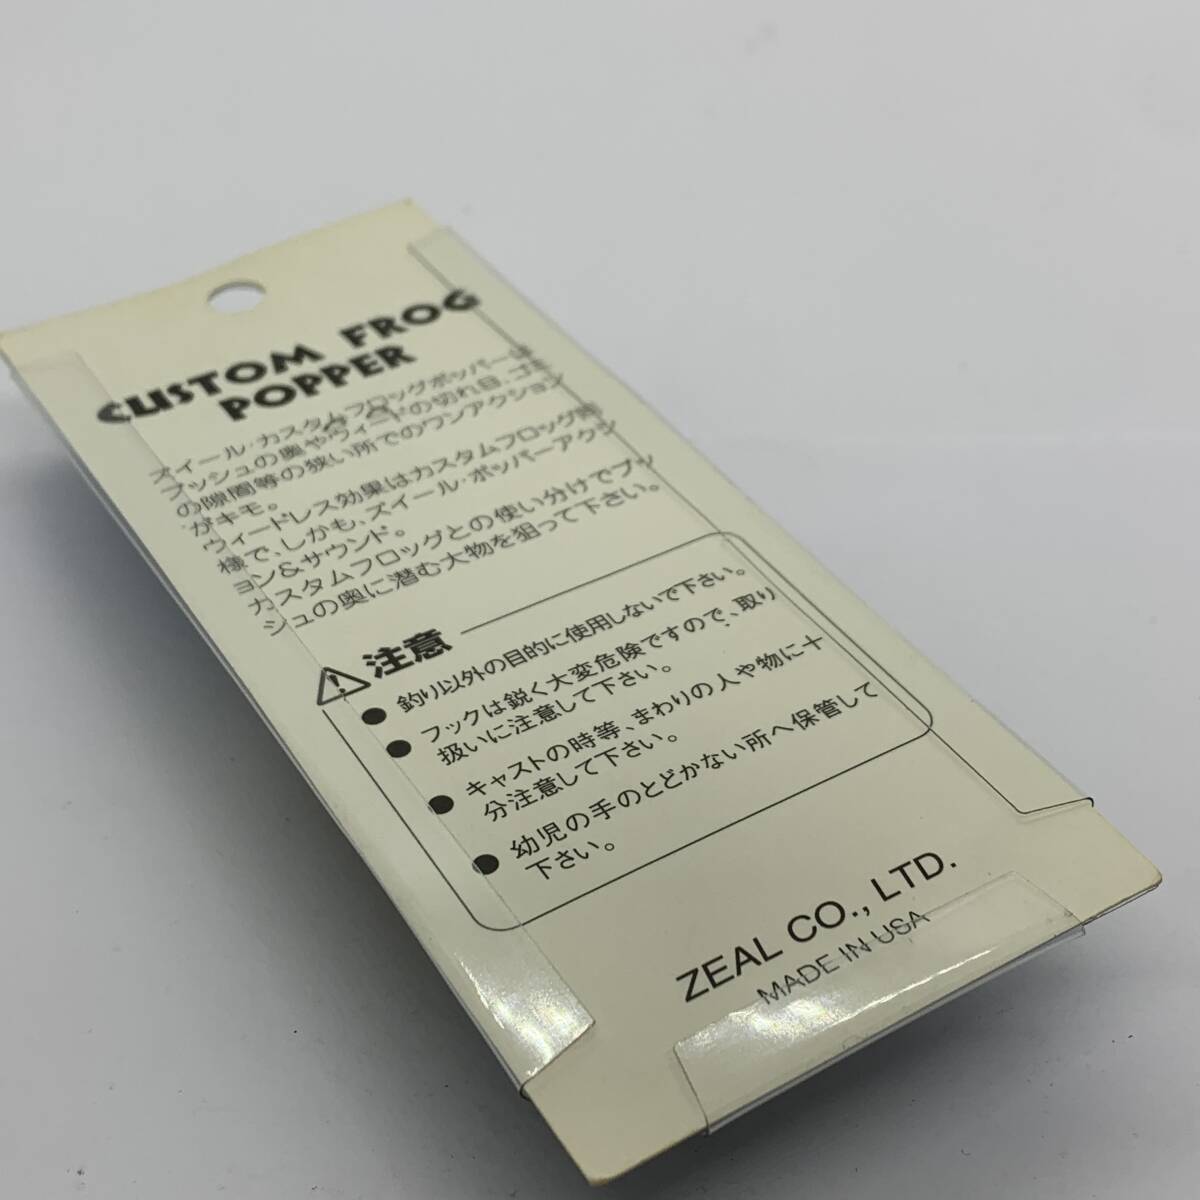 CUSTOM FROG
POPPER
ズイール・カスタムフロッグポッパーは
ブッシュの奥やウィードの切れ目、ゴミ
の隙間等の狭い所でのワンアクション
がキモ。
ウィードレス効果はカスタムフロッグ同
様で、しかも、ズイール・ポッパーアクシ
ョン&サウンド。
カスタムフロッグとの使い分けでブッ
シュの奥に潜む大物を狙って下さい。
注意
● 釣り以外の目的に使用しないで下さい。
● フックは鋭く大変危険ですので、取り
扱いに注意して下さい。
● キャストの時等、まわりの人や物に十
分注意して下さい。
● 幼児の手のとどかない所へ保管して
下さい。
ZEAL CO., LTD.
MADE IN USA